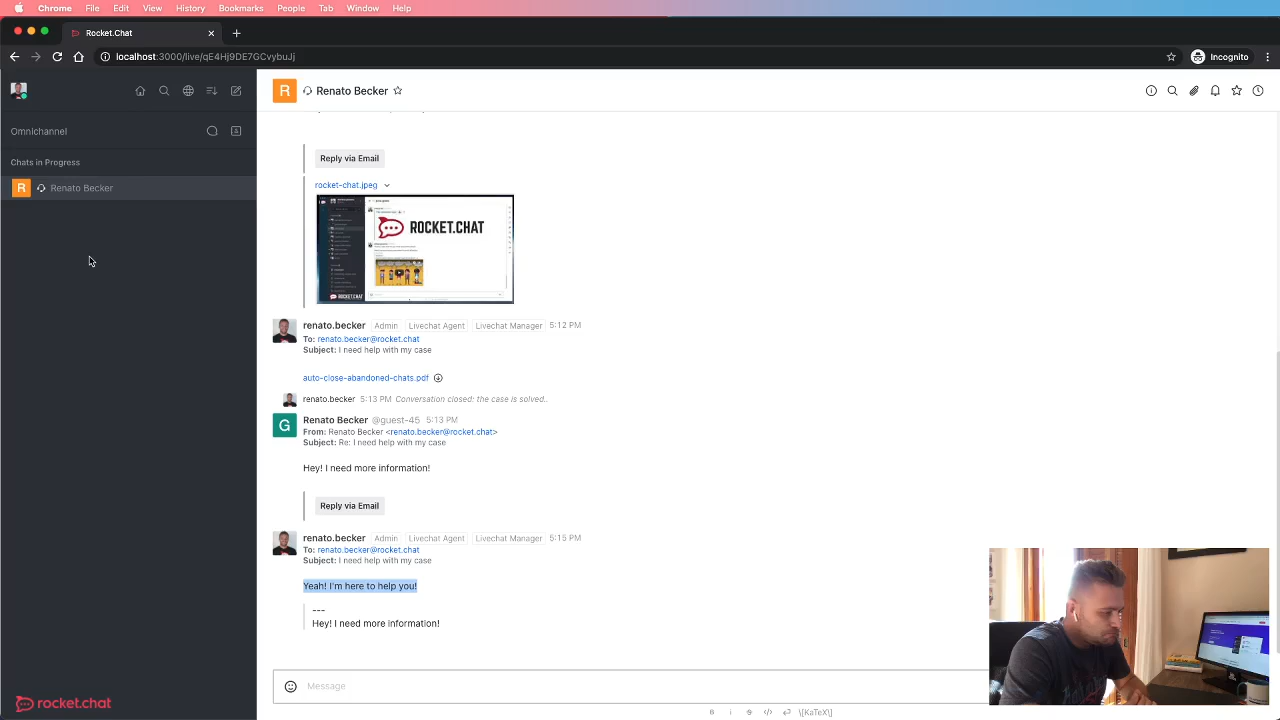 Chrome File Edit View History Bookmarks People Tab Window Help
Rocket.Chat
localhost:3000/live/qE4Hj9DE7GCvybuJj
Incognito
R Renato Becker
Omnichannel
Chats in Progress
R Renato Becker
Reply via Email
rocket-chat.jpeg
ROCKET.CHAT
renato.becker Admin Livechat Agent Livechat Manager 5:12 PM
To: renato.becker@rocket.chat
Subject: I need help with my case
auto-close-abandoned-chats.pdf
renato.becker 5:13 PM Conversation closed: the case is solved..
G Renato Becker @guest-45 5:13 PM
From: Renato Becker <renato.becker@rocket.chat>
Subject: Re: I need help with my case
Hey! I need more information!
Reply via Email
renato.becker Admin Livechat Agent Livechat Manager 5:15 PM
To: renato.becker@rocket.chat
Subject: I need help with my case
Yeah! I'm here to help you!
---
Hey! I need more information!
Message
B i S </> \[KaTeX\]
rocket.chat